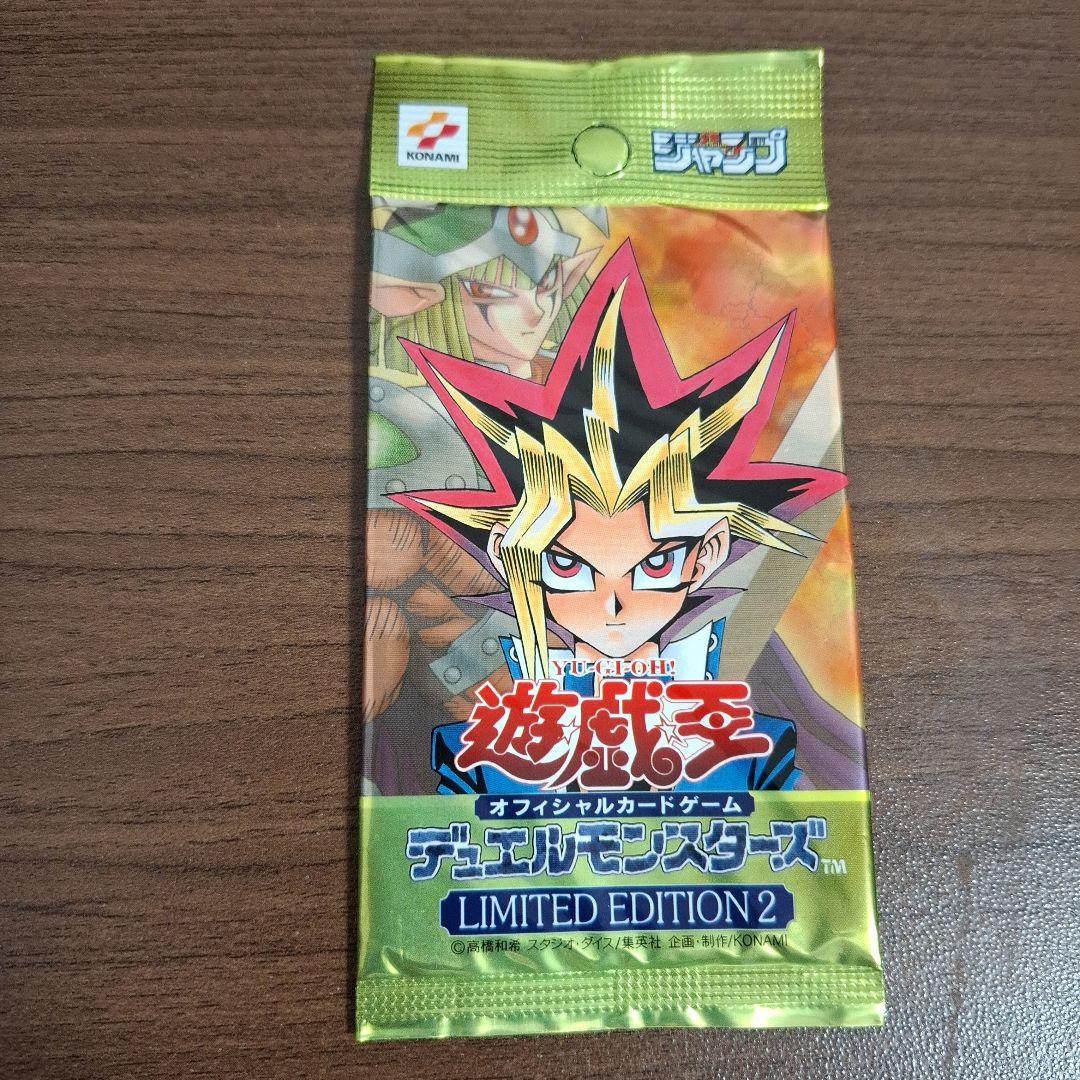 KONAMI
ジャンプ
YU-GI-OH!
遊戯王
オフィシャルカードゲーム
デュエルモンスターズ™
LIMITED EDITION 2
©高橋和希 スタジオ・ダイス/集英社 企画・制作/KONAMI